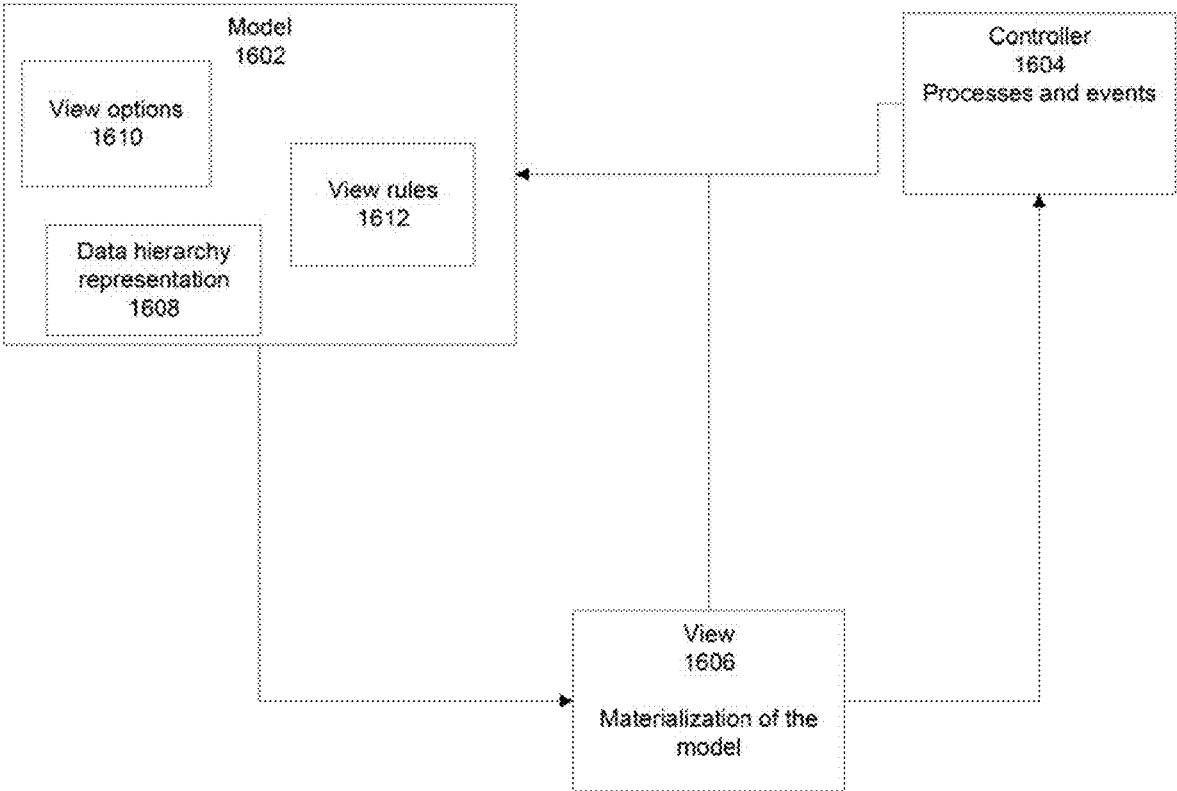 Model
1602
View options
1610
View rules
1612
Data hierarchy
representation
1608
Controller
1604
Processes and events
View
1606
Materialization of the
model